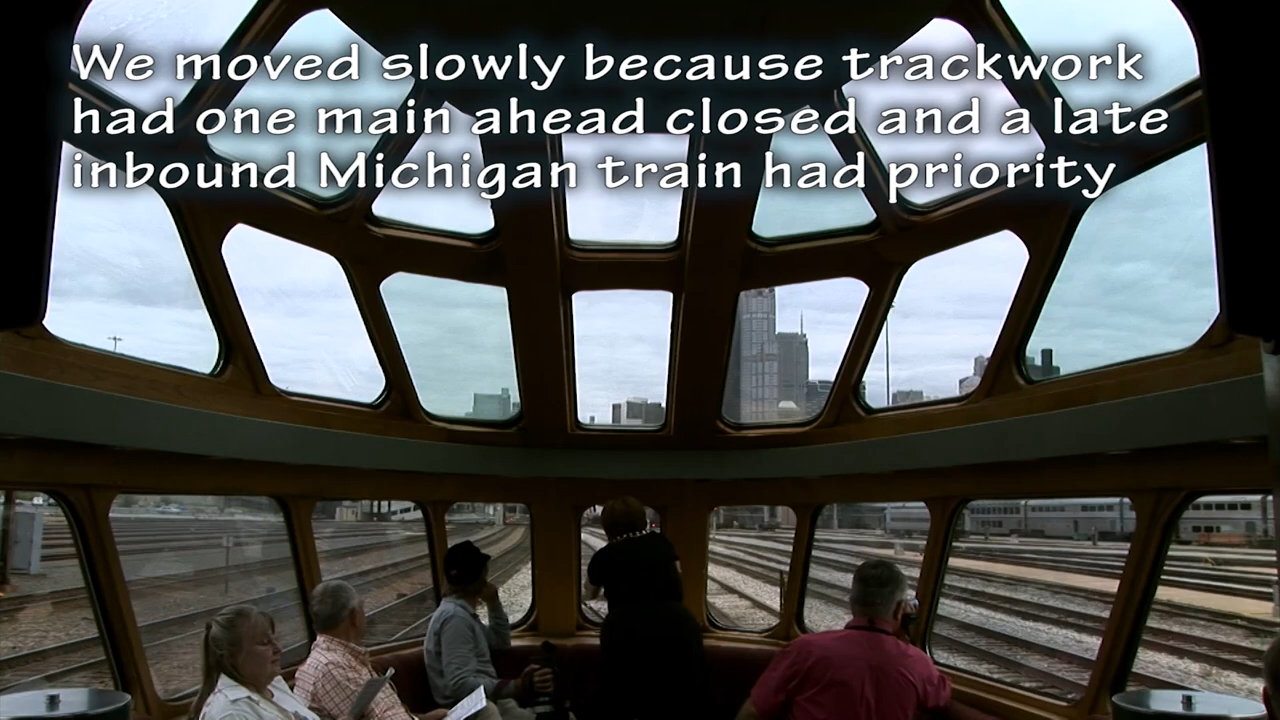 We moved slowly because trackwork
had one main ahead closed and a late
inbound Michigan train had priority